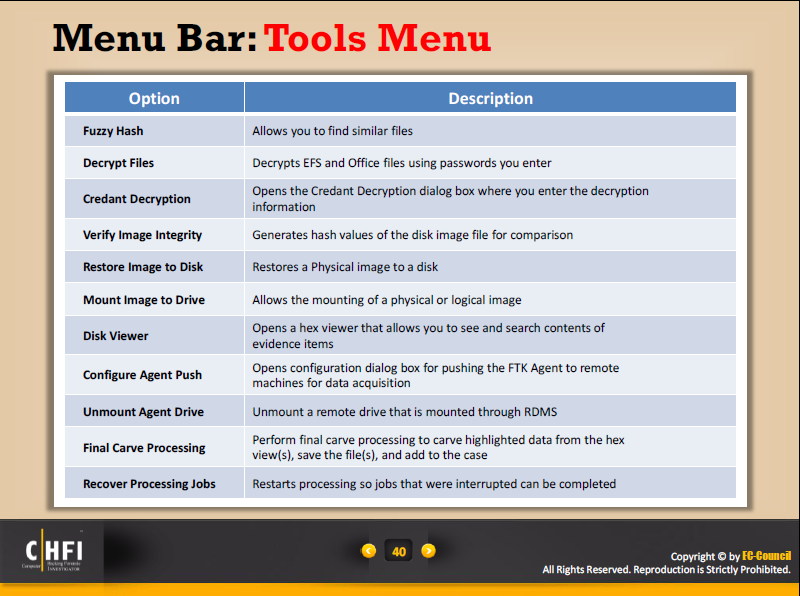 Menu Bar: Tools Menu
Option Description
Fuzzy Hash Allows you to find similar files
Decrypt Files Decrypts EFS and Office files using passwords you enter
Credant Decryption Opens the Credant Decryption dialog box where you enter the decryption
information
Verify Image Integrity Generates hash values of the disk image file for comparison
Restore Image to Disk Restores a Physical image to a disk
Mount Image to Drive Allows the mounting of a physical or logical image
Disk Viewer Opens a hex viewer that allows you to see and search contents of
evidence items
Configure Agent Push Opens configuration dialog box for pushing the FTK Agent to remote
machines for data acquisition
Unmount Agent Drive Unmount a remote drive that is mounted through RDMS
Final Carve Processing Perform final carve processing to carve highlighted data from the hex
view(s), save the file(s), and add to the case
Recover Processing Jobs Restarts processing so jobs that were interrupted can be completed
CHFI
Computer Hacking Forensic
INVESTIGATOR
40
Copyright © by EC-Council
All Rights Reserved. Reproduction is Strictly Prohibited.